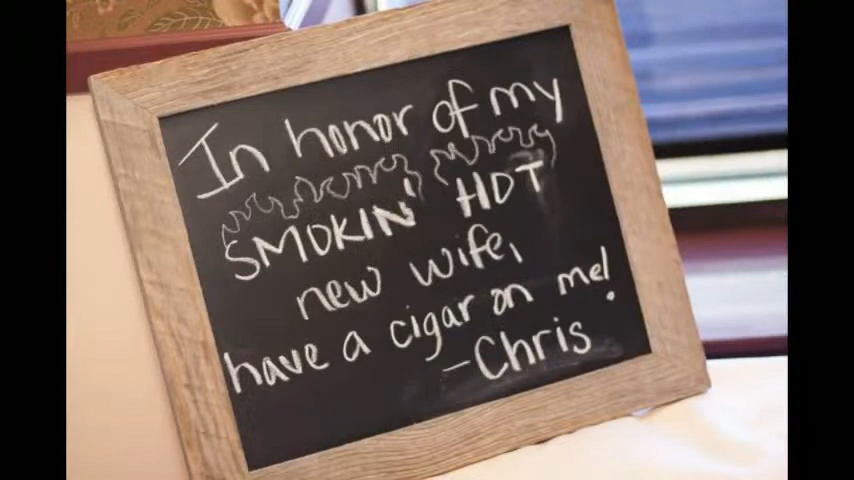 In honor of my
SMOKIN' HOT
new wife,
have a cigar on me!
-Chris